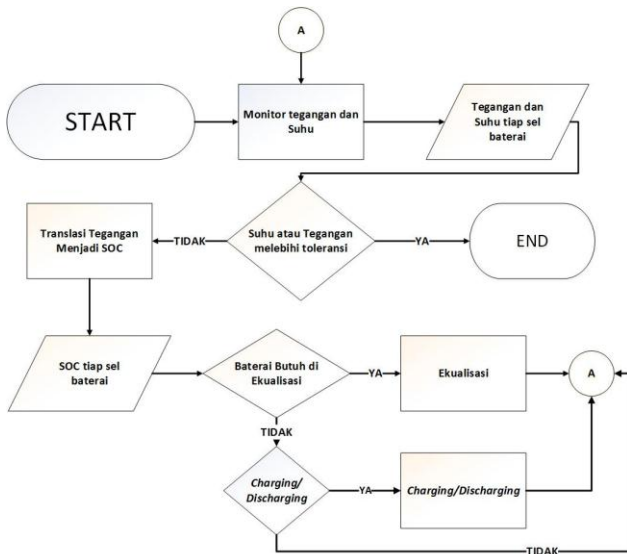 A
START
Monitor tegangan dan
Suhu
Tegangan dan
Suhu tiap sel
baterai
Translasi Tegangan
Menjadi SOC
TIDAK
Suhu atau Tegangan
melebihi toleransi
YA
END
SOC tiap sel
baterai
Baterai Butuh di
Ekualisasi
YA
Ekualisasi
A
TIDAK
Charging/
Discharging
YA
Charging/Discharging
TIDAK